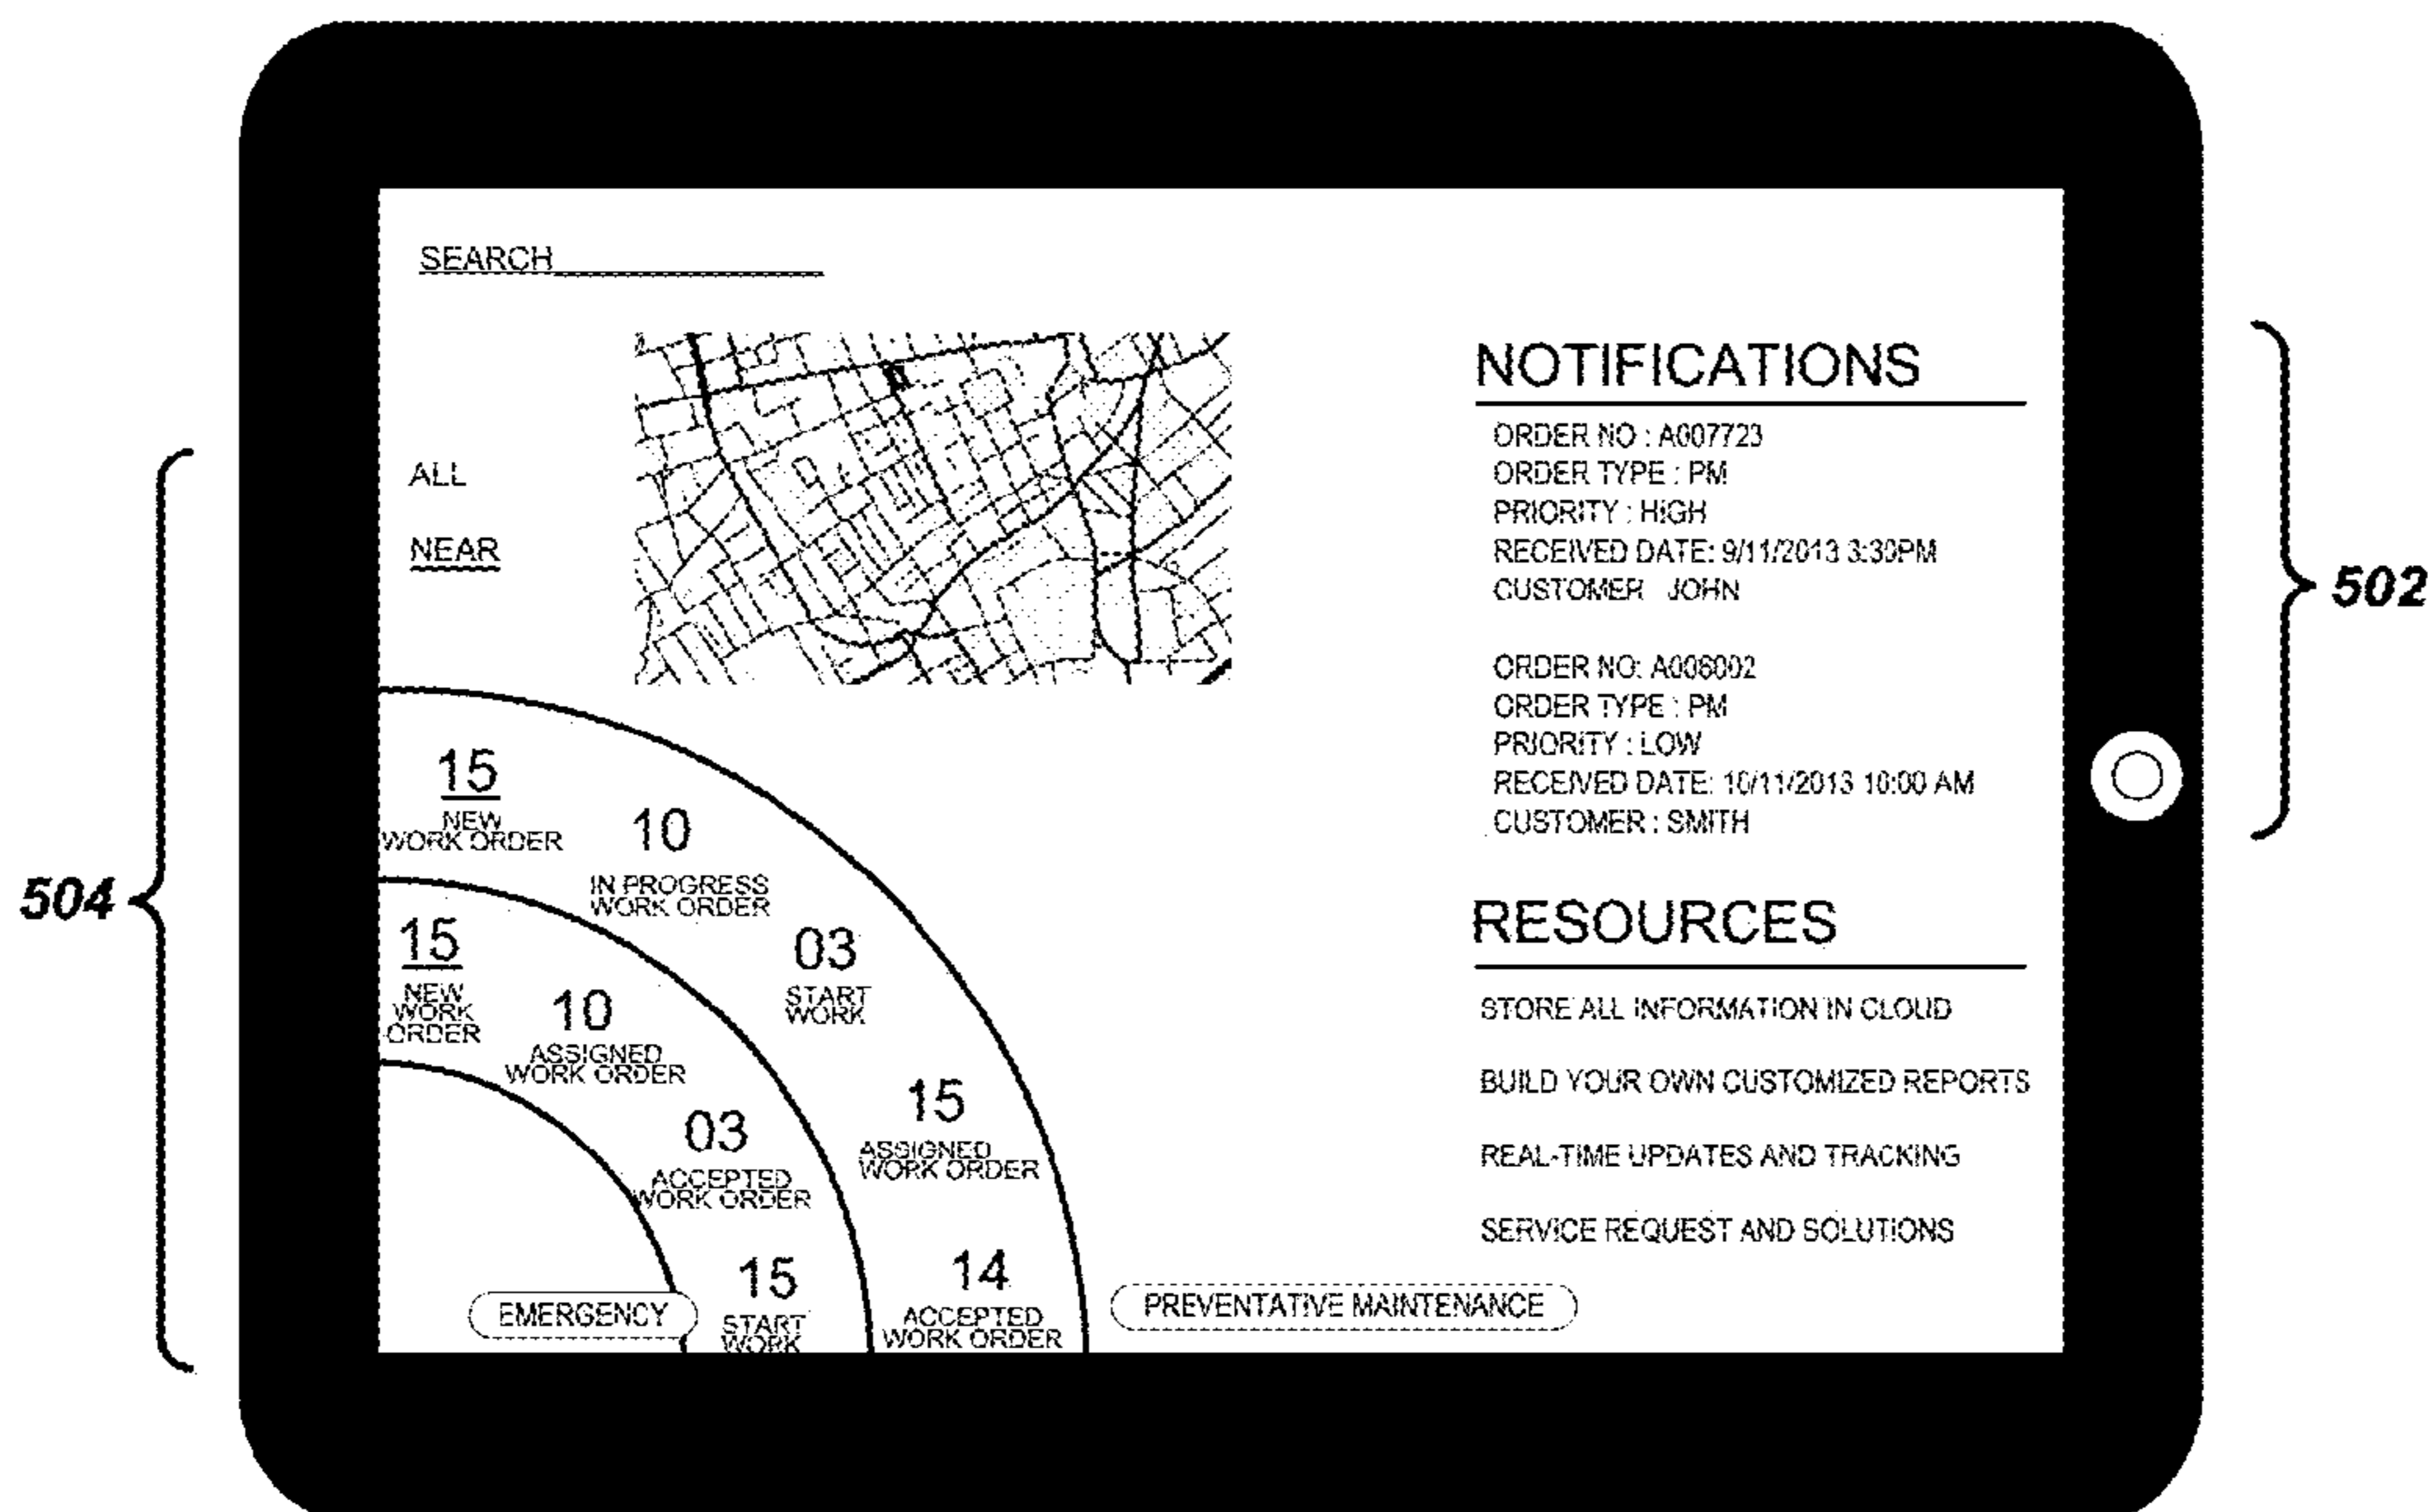 SEARCH
ALL
NEAR
NOTIFICATIONS
ORDER NO : A007723
ORDER TYPE : PM
PRIORITY : HIGH
RECEIVED DATE: 9/11/2013 3:30PM
CUSTOMER JOHN
ORDER NO: A006002
ORDER TYPE : PM
PRIORITY : LOW
RECEIVED DATE: 10/11/2013 10:00 AM
CUSTOMER : SMITH
502
504
15
NEW
WORK ORDER
10
IN PROGRESS
WORK ORDER
03
START
WORK
15
ASSIGNED
WORK ORDER
14
ACCEPTED
WORK ORDER
15
NEW
WORK
ORDER
10
ASSIGNED
WORK ORDER
03
ACCEPTED
WORK ORDER
15
START
WORK
EMERGENCY
PREVENTATIVE MAINTENANCE
RESOURCES
STORE ALL INFORMATION IN CLOUD
BUILD YOUR OWN CUSTOMIZED REPORTS
REAL-TIME UPDATES AND TRACKING
SERVICE REQUEST AND SOLUTIONS